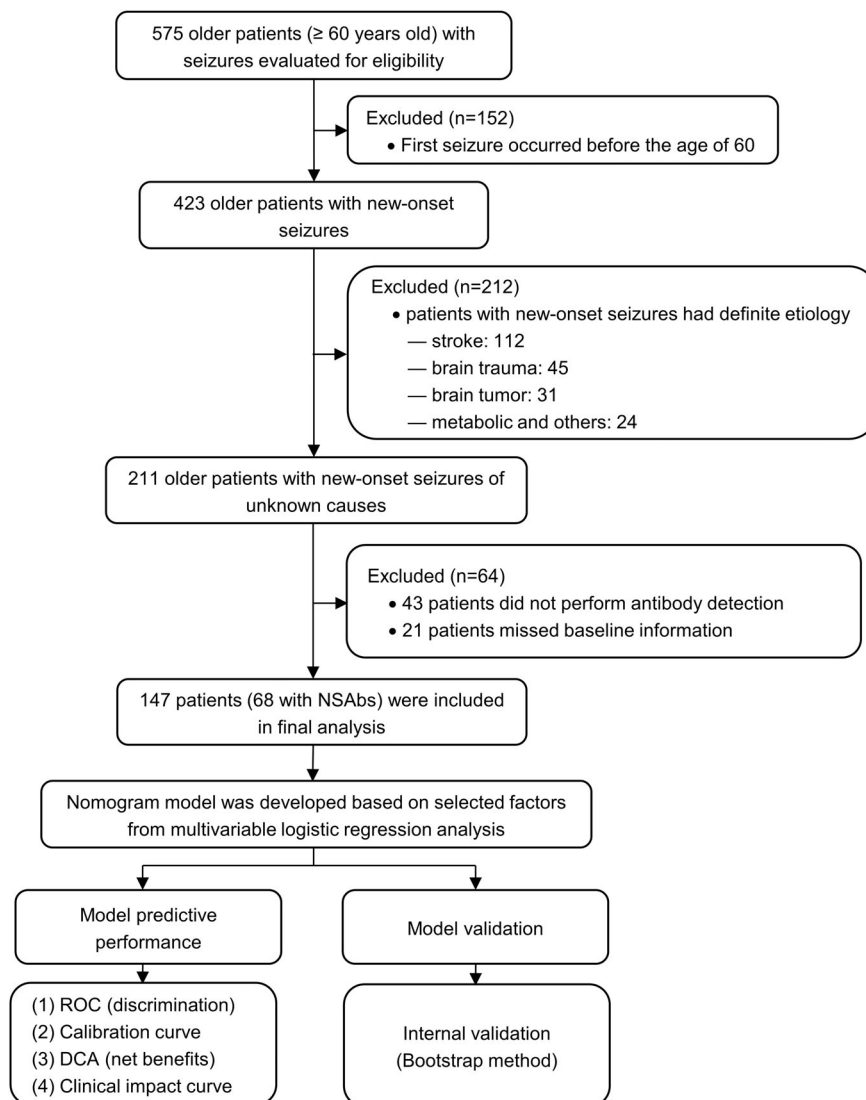 575 older patients (≥ 60 years old) with
seizures evaluated for eligibility
Excluded (n=152)
• First seizure occurred before the age of 60
423 older patients with new-onset
seizures
Excluded (n=212)
• patients with new-onset seizures had definite etiology
— stroke: 112
— brain trauma: 45
— brain tumor: 31
— metabolic and others: 24
211 older patients with new-onset seizures of
unknown causes
Excluded (n=64)
• 43 patients did not perform antibody detection
• 21 patients missed baseline information
147 patients (68 with NSAbs) were included
in final analysis
Nomogram model was developed based on selected factors
from multivariable logistic regression analysis
Model predictive
performance
Model validation
(1) ROC (discrimination)
(2) Calibration curve
(3) DCA (net benefits)
(4) Clinical impact curve
Internal validation
(Bootstrap method)